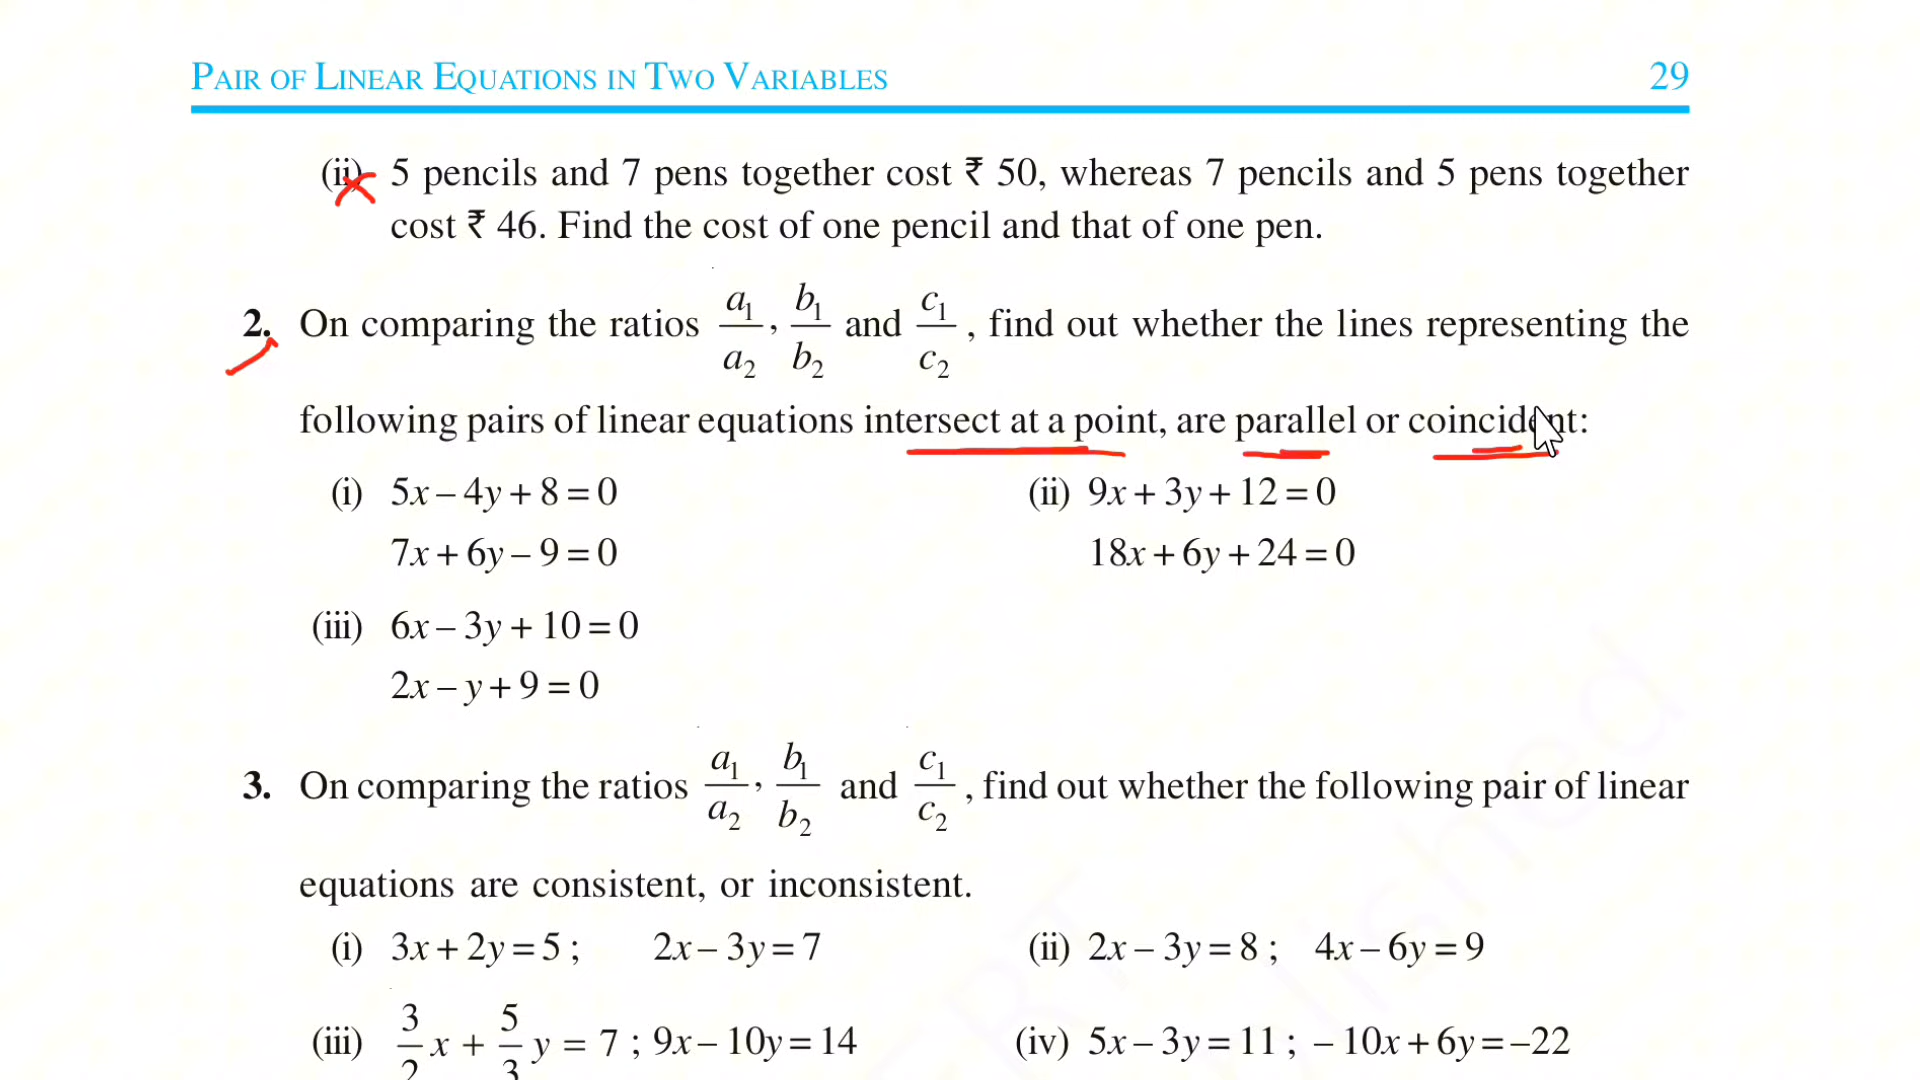 PAIR OF LINEAR EQUATIONS IN TWO VARIABLES 29
(ii) 5 pencils and 7 pens together cost ₹ 50, whereas 7 pencils and 5 pens together
cost ₹ 46. Find the cost of one pencil and that of one pen.
2. On comparing the ratios a₁/a₂, b₁/b₂ and c₁/c₂, find out whether the lines representing the
following pairs of linear equations intersect at a point, are parallel or coincident:
(i) 5x – 4y + 8 = 0 (ii) 9x + 3y + 12 = 0
7x + 6y – 9 = 0 18x + 6y + 24 = 0
(iii) 6x – 3y + 10 = 0
2x – y + 9 = 0
3. On comparing the ratios a₁/a₂, b₁/b₂ and c₁/c₂, find out whether the following pair of linear
equations are consistent, or inconsistent.
(i) 3x + 2y = 5 ; 2x – 3y = 7 (ii) 2x – 3y = 8 ; 4x – 6y = 9
(iii) 3/2 x + 5/3 y = 7 ; 9x – 10y = 14 (iv) 5x – 3y = 11 ; – 10x + 6y = –22